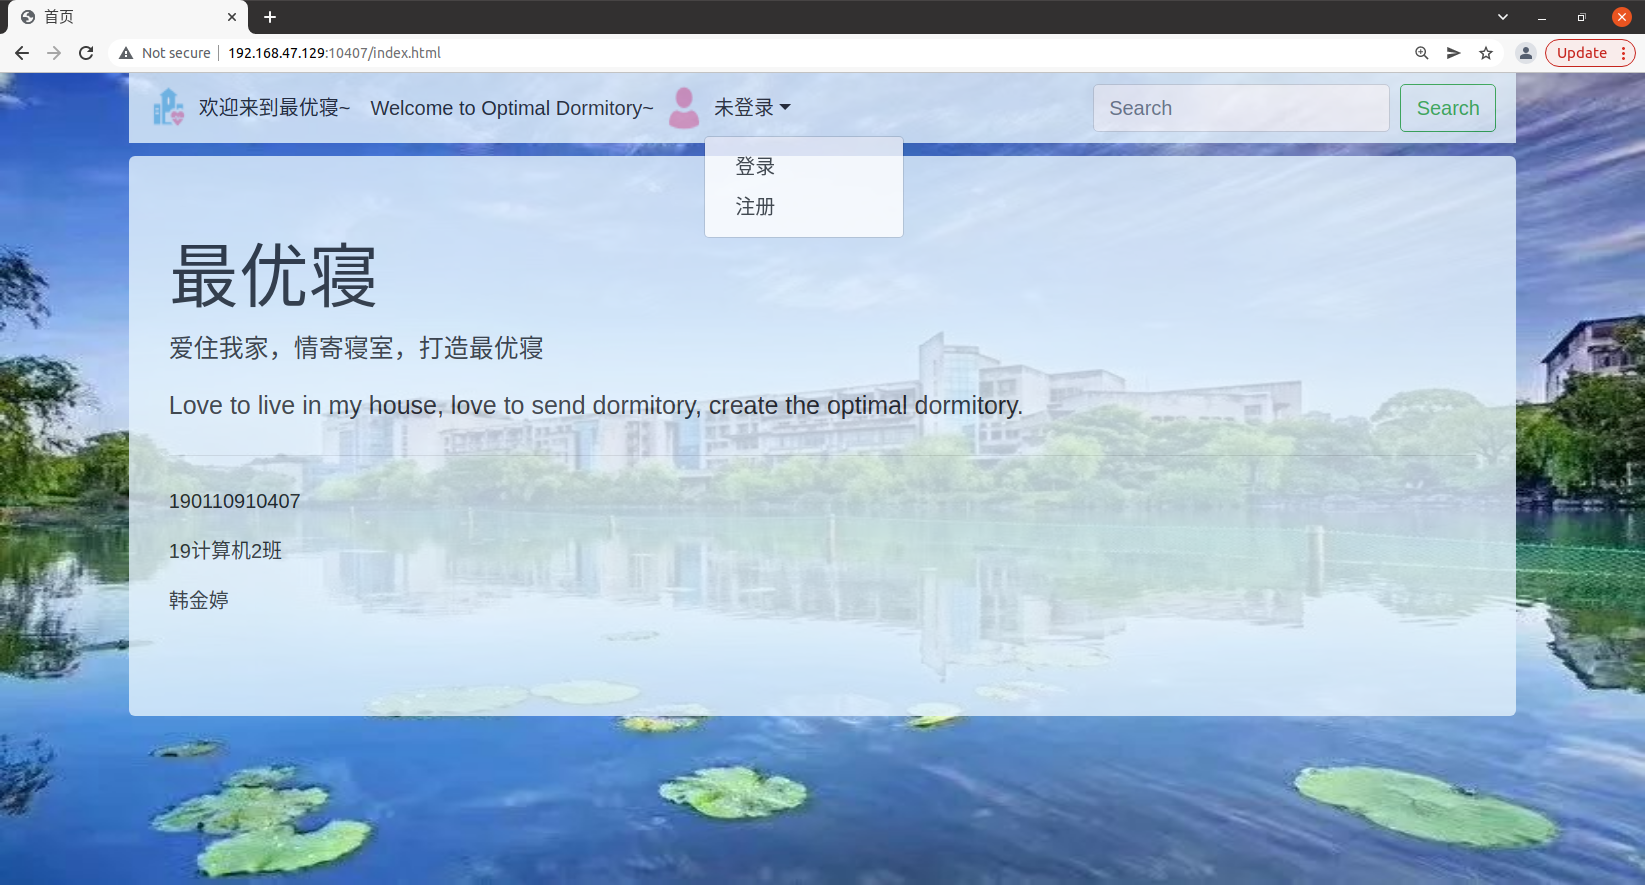 首页
Not secure
192.168.47.129:10407/index.html
Update
欢迎来到最优寝~
Welcome to Optimal Dormitory~
未登录
Search
Search
登录
注册
最优寝
爱住我家，情寄寝室，打造最优寝
Love to live in my house, love to send dormitory, create the optimal dormitory.
190110910407
19计算机2班
韩金婷